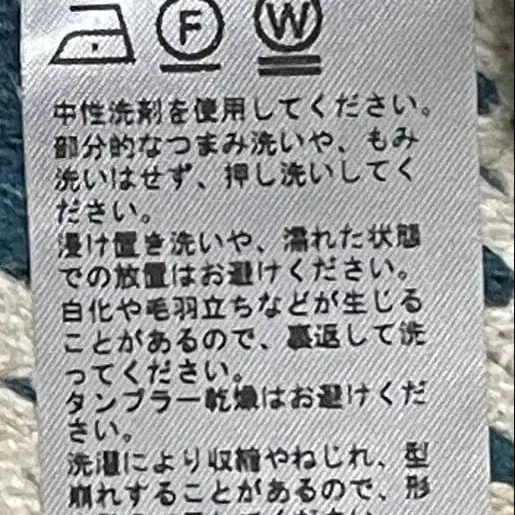 F W
中性洗剤を使用してください。
部分的なつまみ洗いや、もみ
洗いはせず、押し洗いしてく
ださい。
浸け置き洗いや、濡れた状態
での放置はお避けください。
白化や毛羽立ちなどが生じる
ことがあるので、裏返して洗
ってください。
タンブラー乾燥はお避けくだ
さい。
洗濯により収縮やねじれ、型
崩れすることがあるので、形